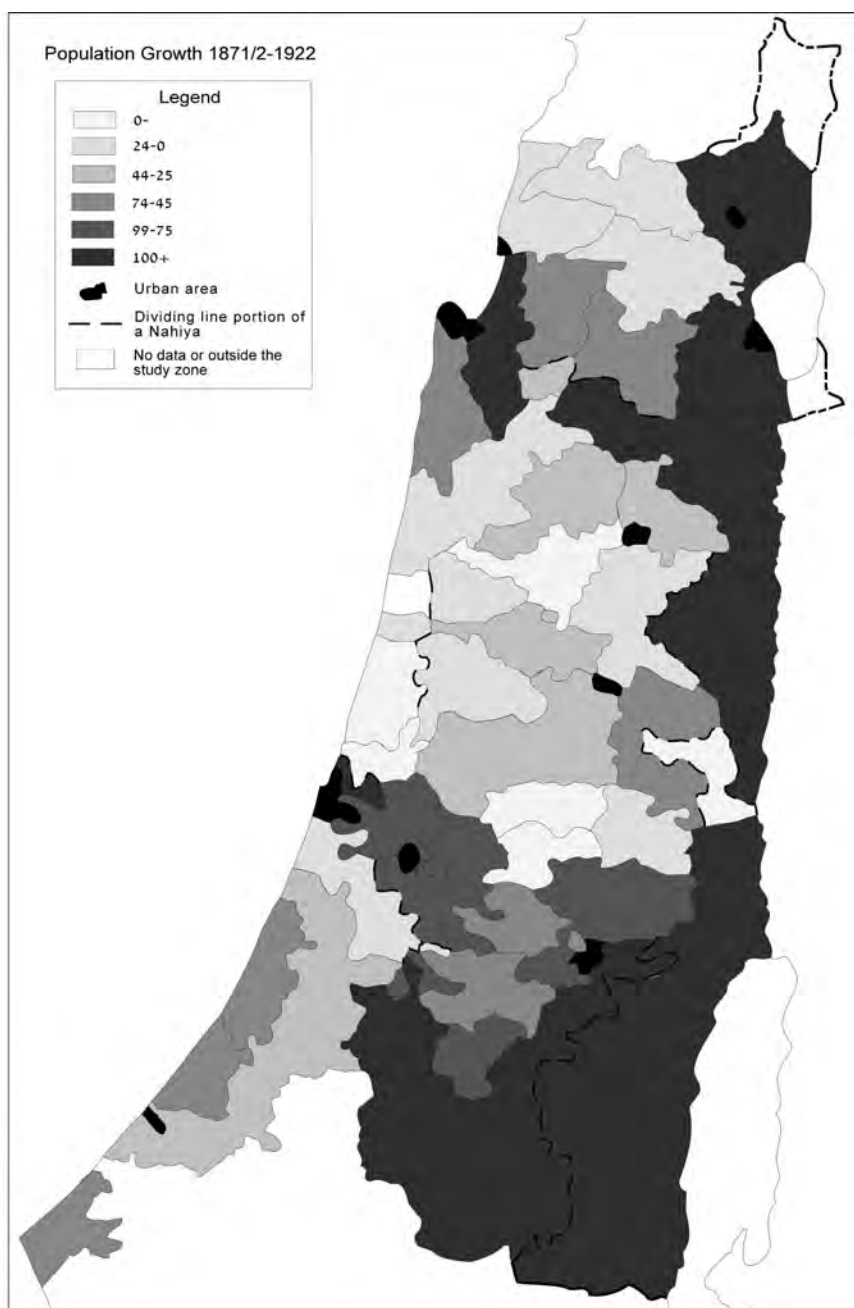 Population Growth 1871/2-1922
Legend
0-
24-0
44-25
74-45
99-75
100+
Urban area
Dividing line portion of
a Nahiya
No data or outside the
study zone